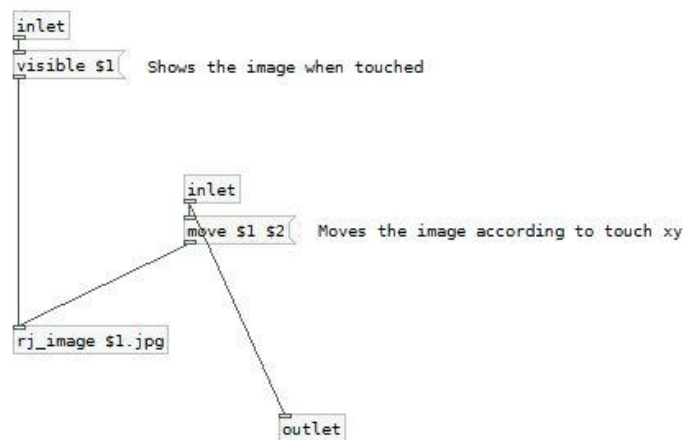 inlet
visible $1
Shows the image when touched
inlet
move $1 $2
Moves the image according to touch xy
rj_image $1.jpg
outlet